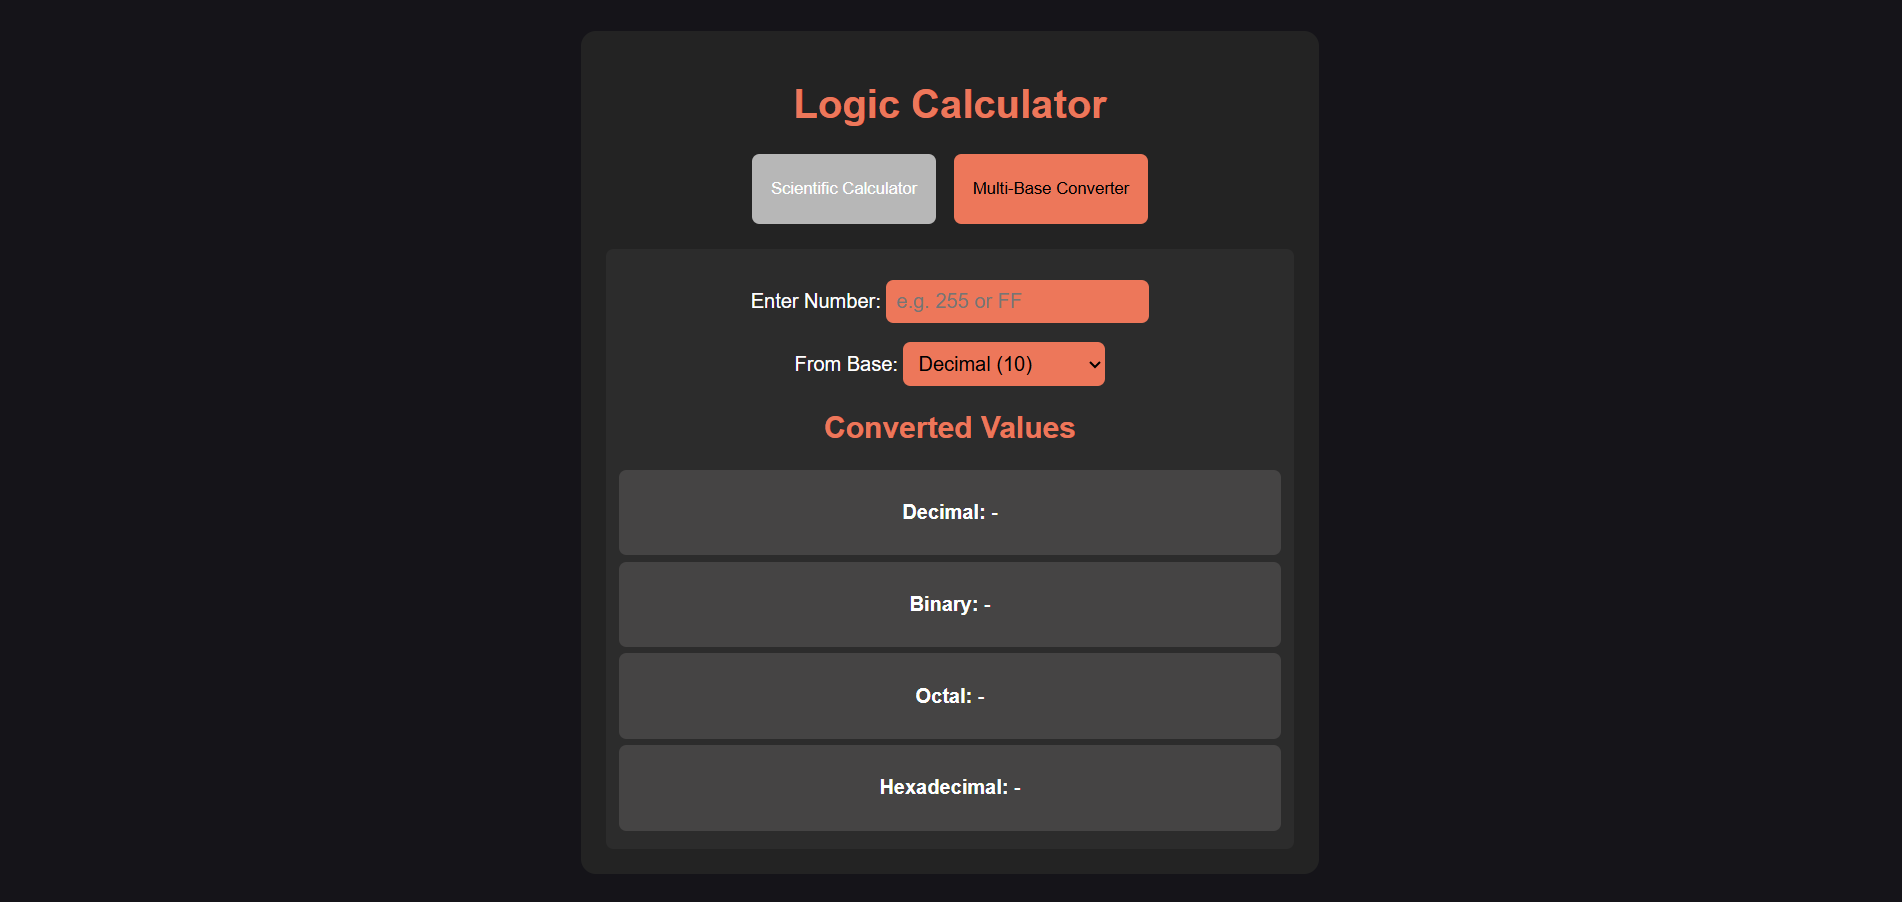 Logic Calculator
Scientific Calculator Multi-Base Converter
Enter Number: e.g. 255 or FF
From Base: Decimal (10)
Converted Values
Decimal: -
Binary: -
Octal: -
Hexadecimal: -